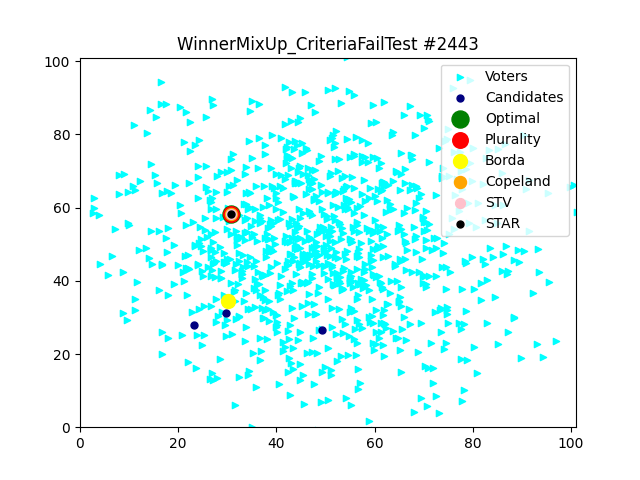 WinnerMixUp_CriteriaFailTest #2443
100
80
60
40
20
0
0
20
40
60
80
100
Voters
Candidates
Optimal
Plurality
Borda
Copeland
STV
STAR